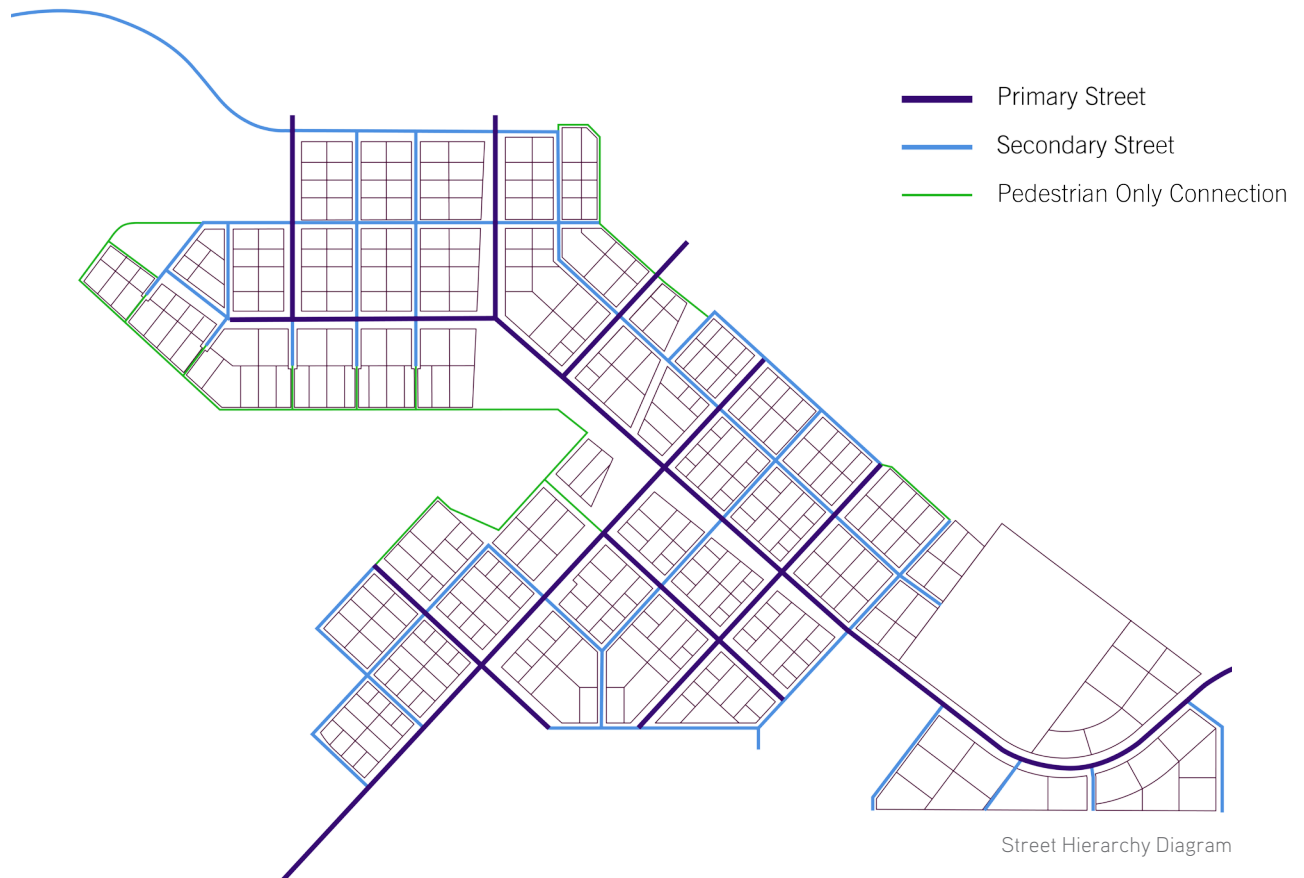 Primary Street
Secondary Street
Pedestrian Only Connection
Street Hierarchy Diagram